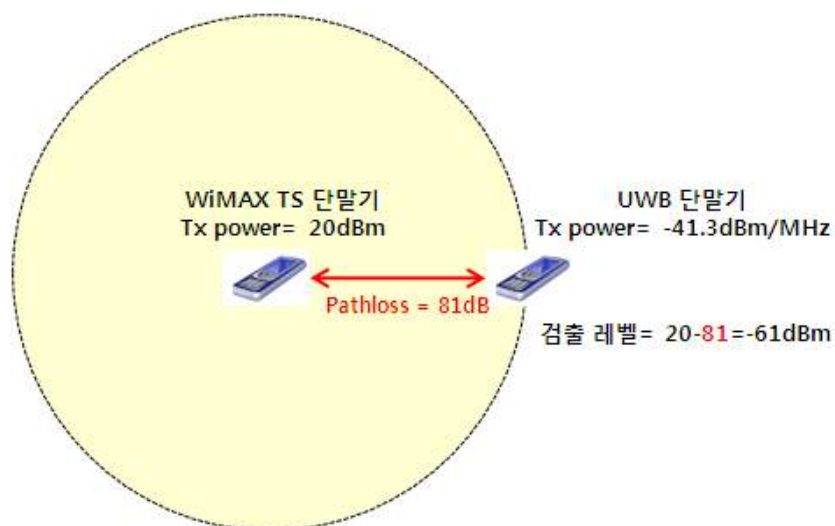 WiMAX TS 단말기
Tx power= 20dBm
UWB 단말기
Tx power= -41.3dBm/MHz
Pathloss = 81dB
검출 레벨= 20-81=-61dBm